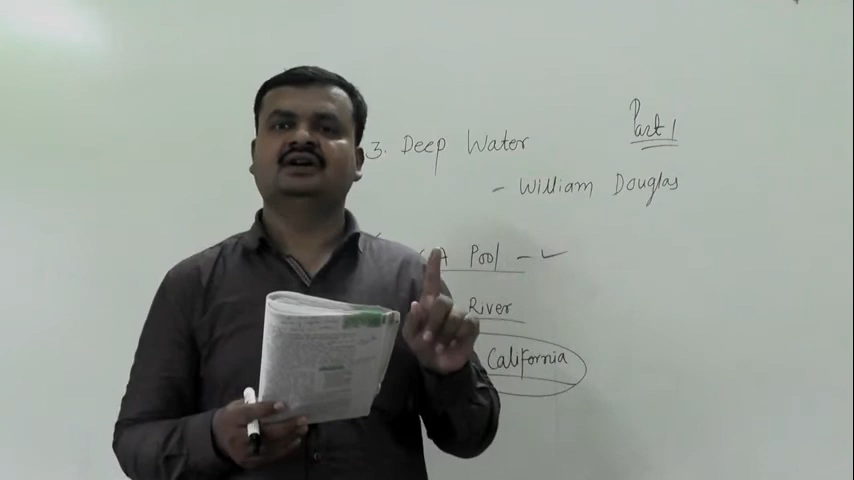 Part 1
3. Deep Water
- William Douglas
A Pool - ✓
River
California